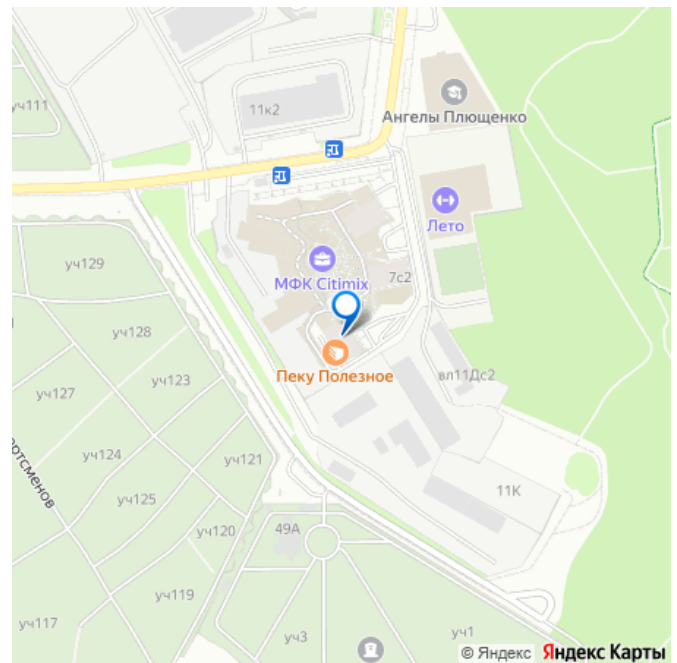 уч111
11к2
Ангелы Плющенко
Лето
уч129
МФК Citimix
7с2
уч128
Пеку Полезное
уч127
уч123
вл11Дс2
уч124
уч121
уч125
11К
уч120
49А
уч119
уч117
уч3
уч1
© Яндекс Яндекс Карты